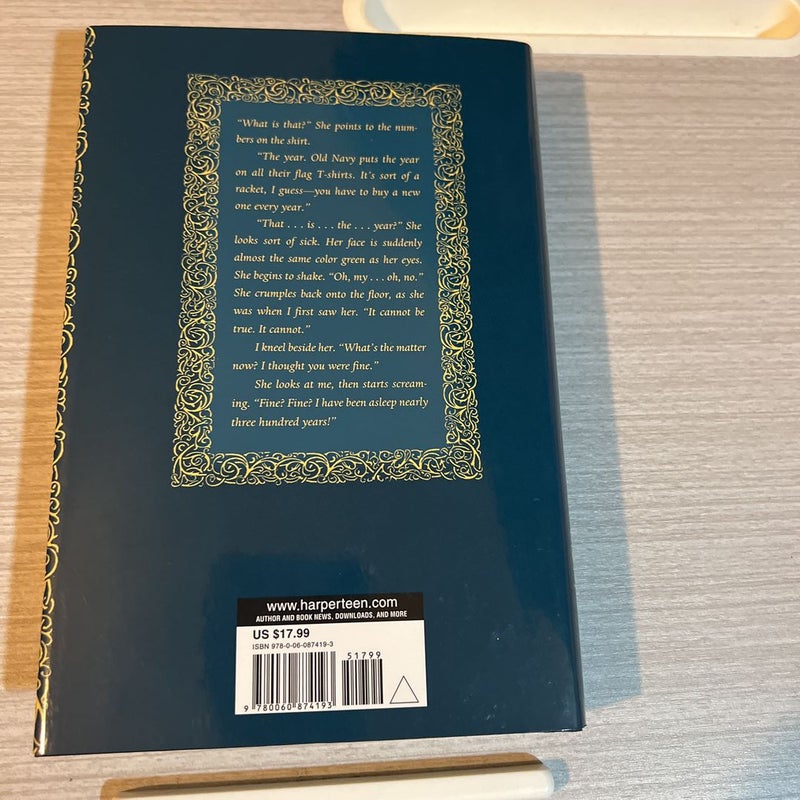 “What is that?” She points to the num-
bers on the shirt.
“The year. Old Navy puts the year
on all their flag T-shirts. It’s sort of a
racket, I guess—you have to buy a new
one every year.”
“That . . . is . . . the . . . year?” She
looks sort of sick. Her face is suddenly
almost the same color green as her eyes.
She begins to shake. “Oh, my . . . oh, no.”
She crumples back onto the floor, as she
was when I first saw her. “It cannot be
true. It cannot.”
I kneel beside her. “What’s the matter
now? I thought you were fine.”
She looks at me, then starts scream-
ing. “Fine? Fine? I have been asleep nearly
three hundred years!”
www.harperteen.com
AUTHOR AND BOOK NEWS, DOWNLOADS, AND MORE
US $17.99
ISBN 978-0-06-087419-3
51799
9 780060 874193